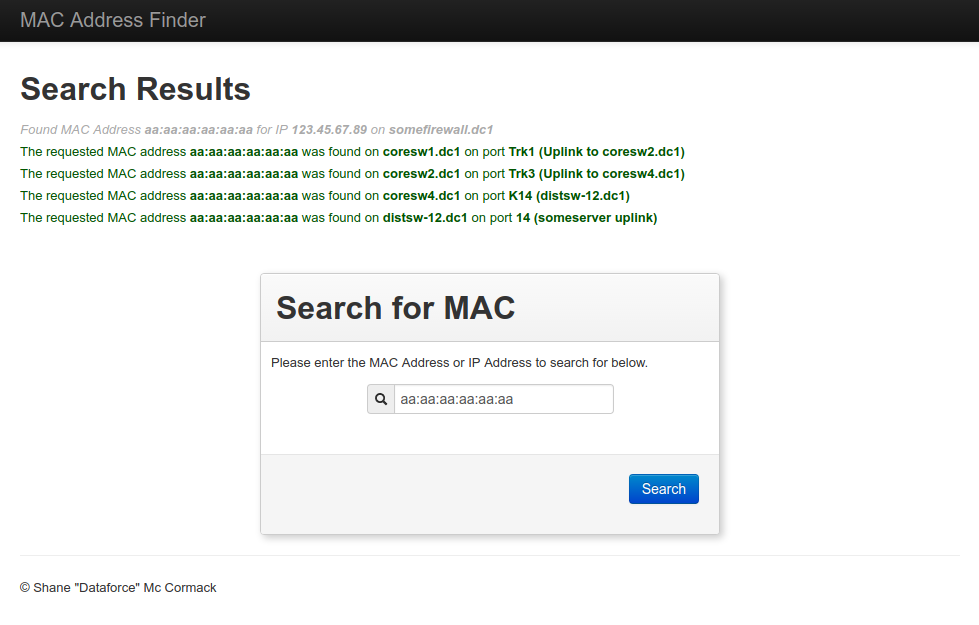 MAC Address Finder
Search Results
Found MAC Address aa:aa:aa:aa:aa:aa for IP 123.45.67.89 on somefirewall.dc1
The requested MAC address aa:aa:aa:aa:aa:aa was found on coresw1.dc1 on port Trk1 (Uplink to coresw2.dc1)
The requested MAC address aa:aa:aa:aa:aa:aa was found on coresw2.dc1 on port Trk3 (Uplink to coresw4.dc1)
The requested MAC address aa:aa:aa:aa:aa:aa was found on coresw4.dc1 on port K14 (distsw-12.dc1)
The requested MAC address aa:aa:aa:aa:aa:aa was found on distsw-12.dc1 on port 14 (someserver uplink)
Search for MAC
Please enter the MAC Address or IP Address to search for below.
aa:aa:aa:aa:aa:aa
Search
© Shane "Dataforce" Mc Cormack